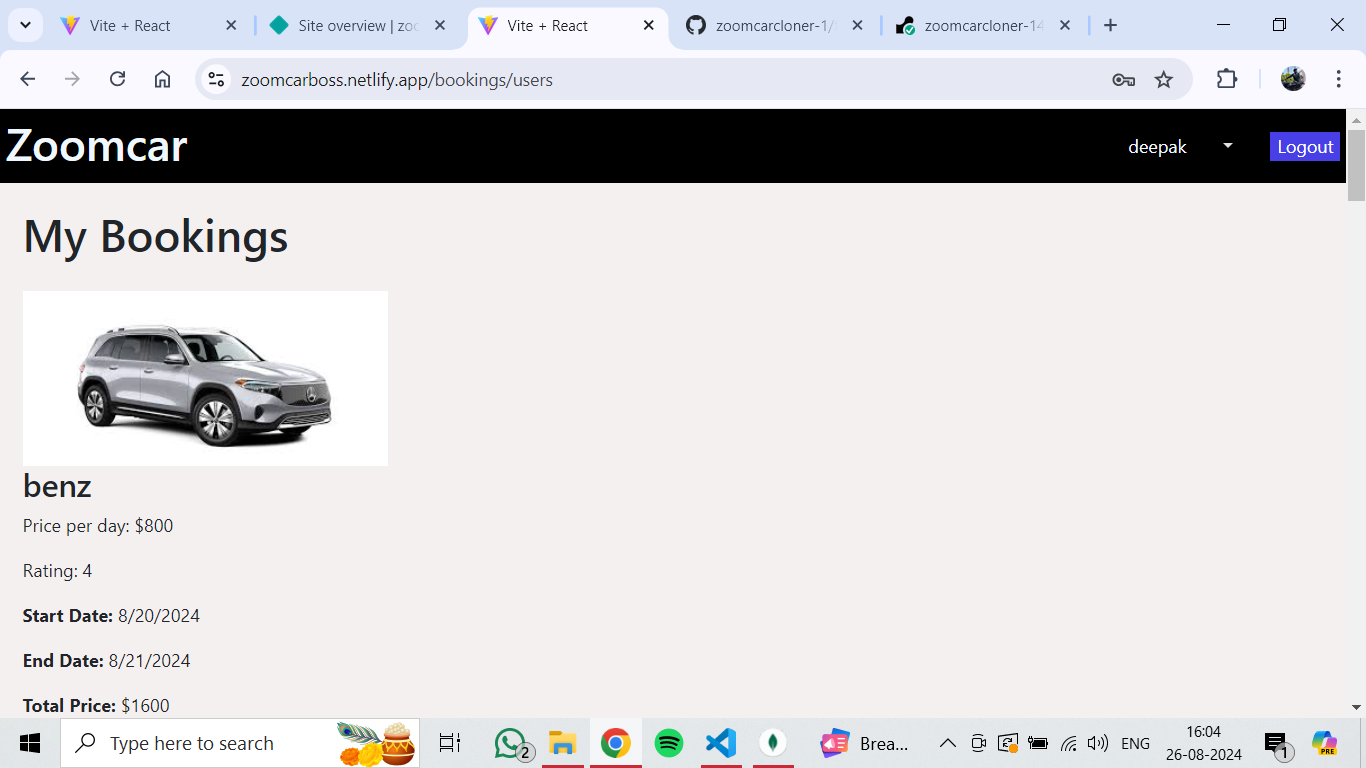 Vite + React
Site overview | zoo
Vite + React
zoomcarcloner-1/
zoomcarcloner-14
zoomcarboss.netlify.app/bookings/users
Zoomcar
deepak
Logout
My Bookings
benz
Price per day: $800
Rating: 4
Start Date: 8/20/2024
End Date: 8/21/2024
Total Price: $1600
Type here to search
2
Brea...
ENG
16:04
26-08-2024
1
PRE